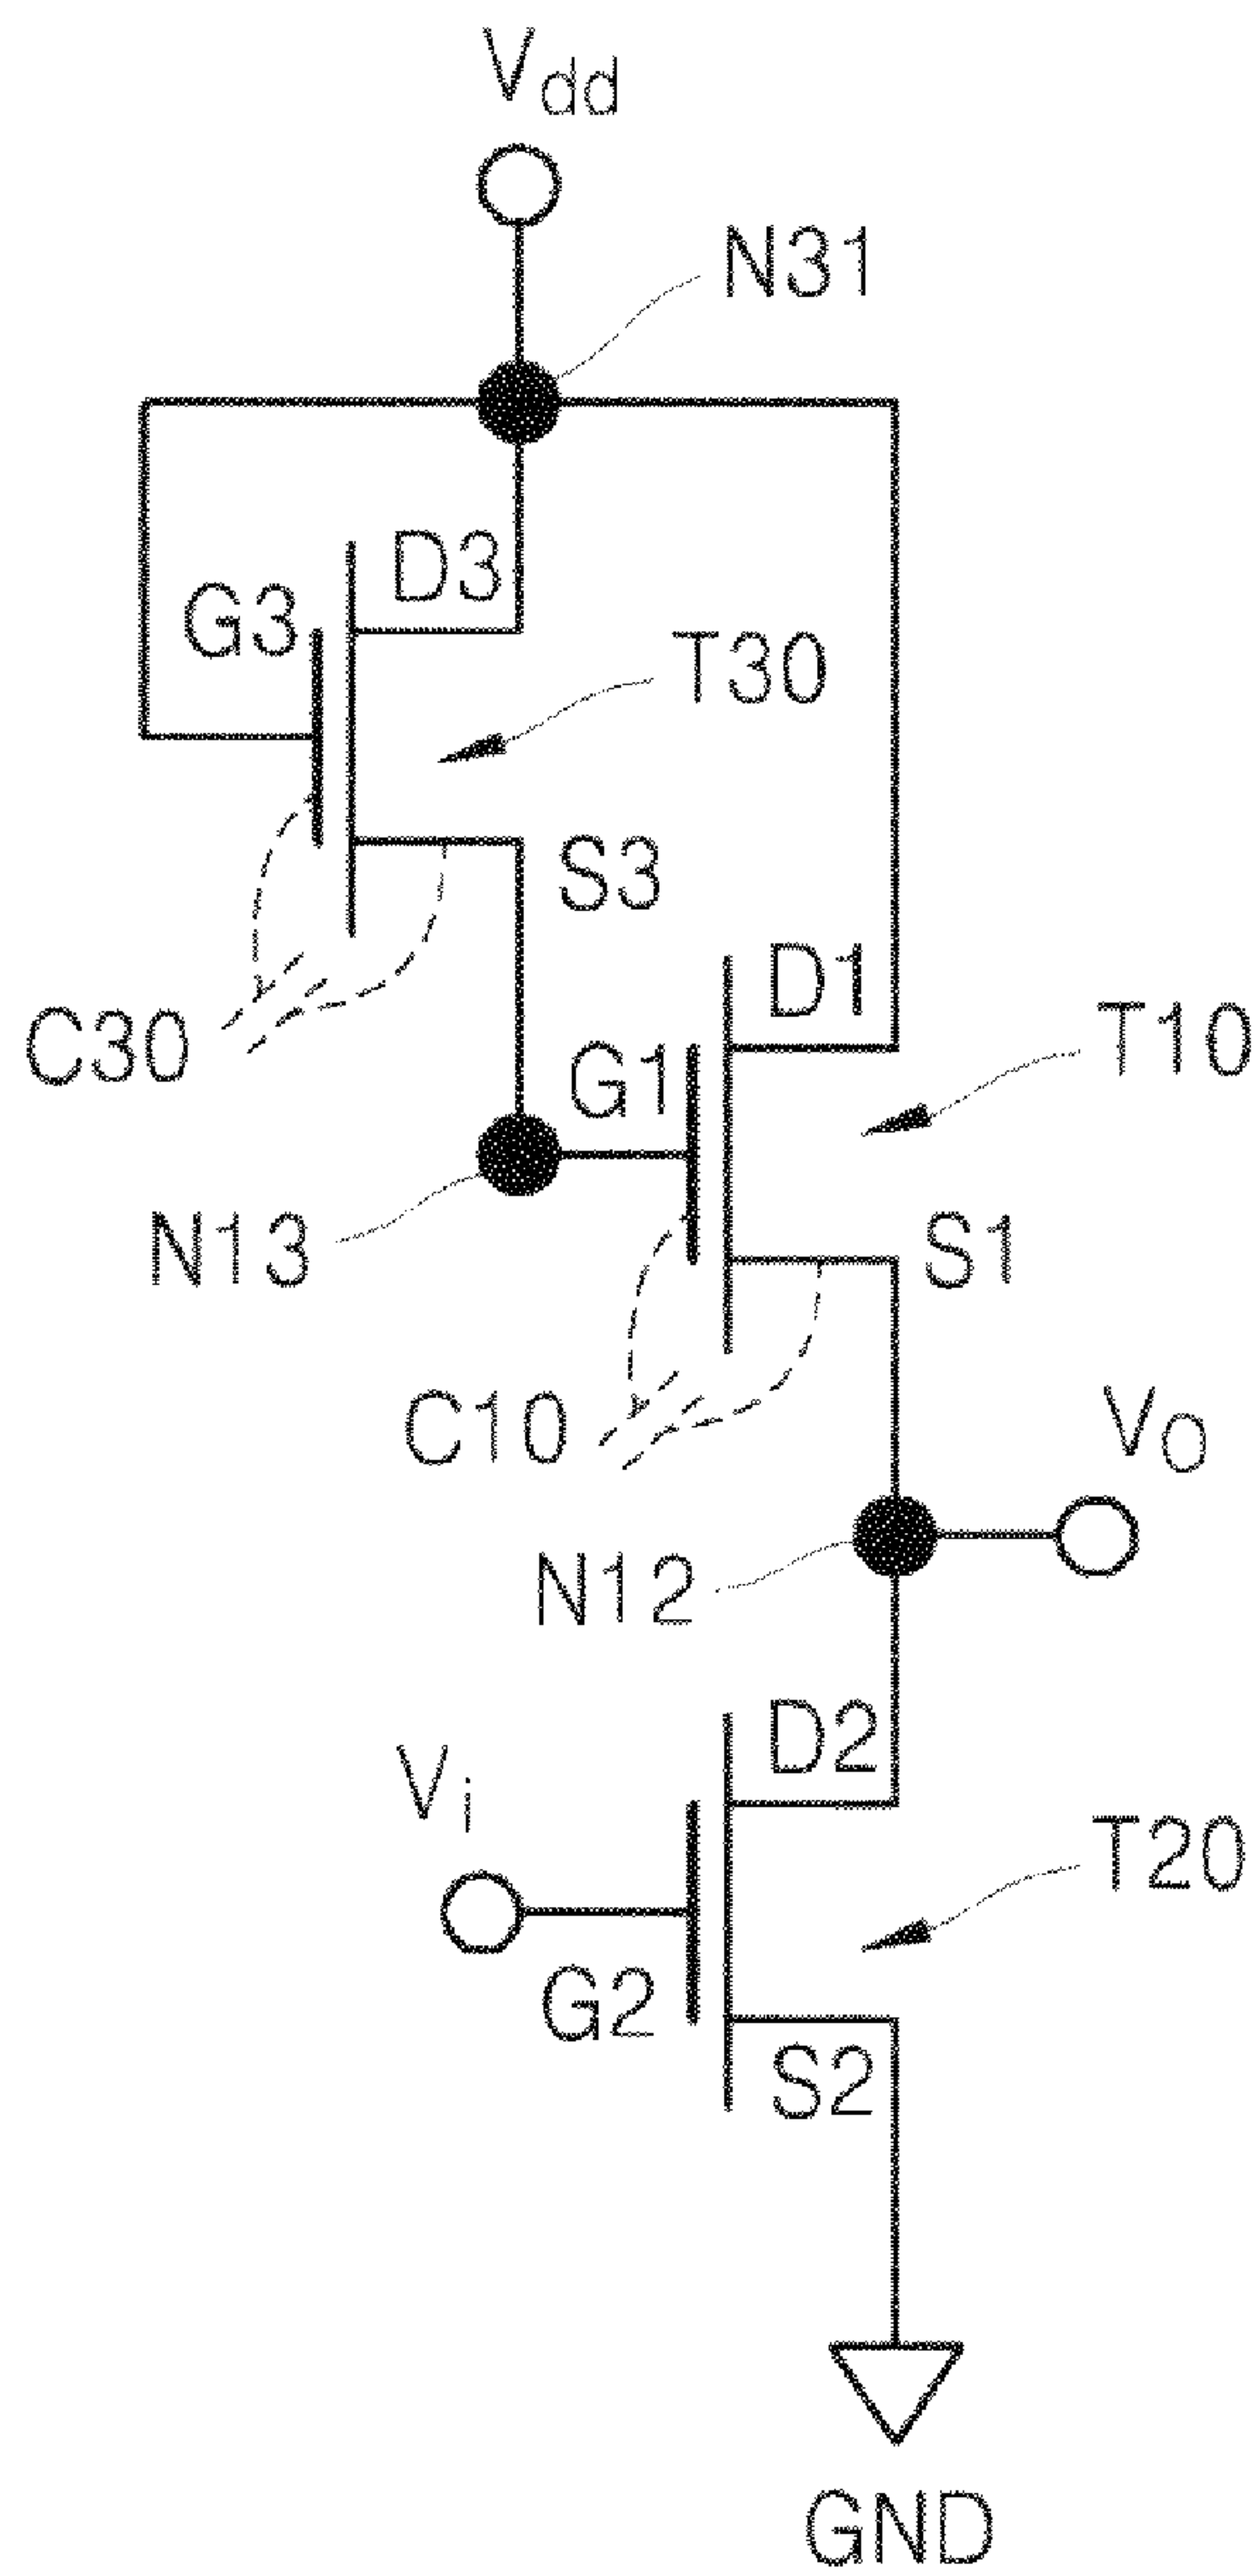 Vdd
N31
D3
G3
T30
S3
D1
C30
T10
G1
N13
S1
C10
VO
N12
D2
Vi
T20
G2
S2
GND